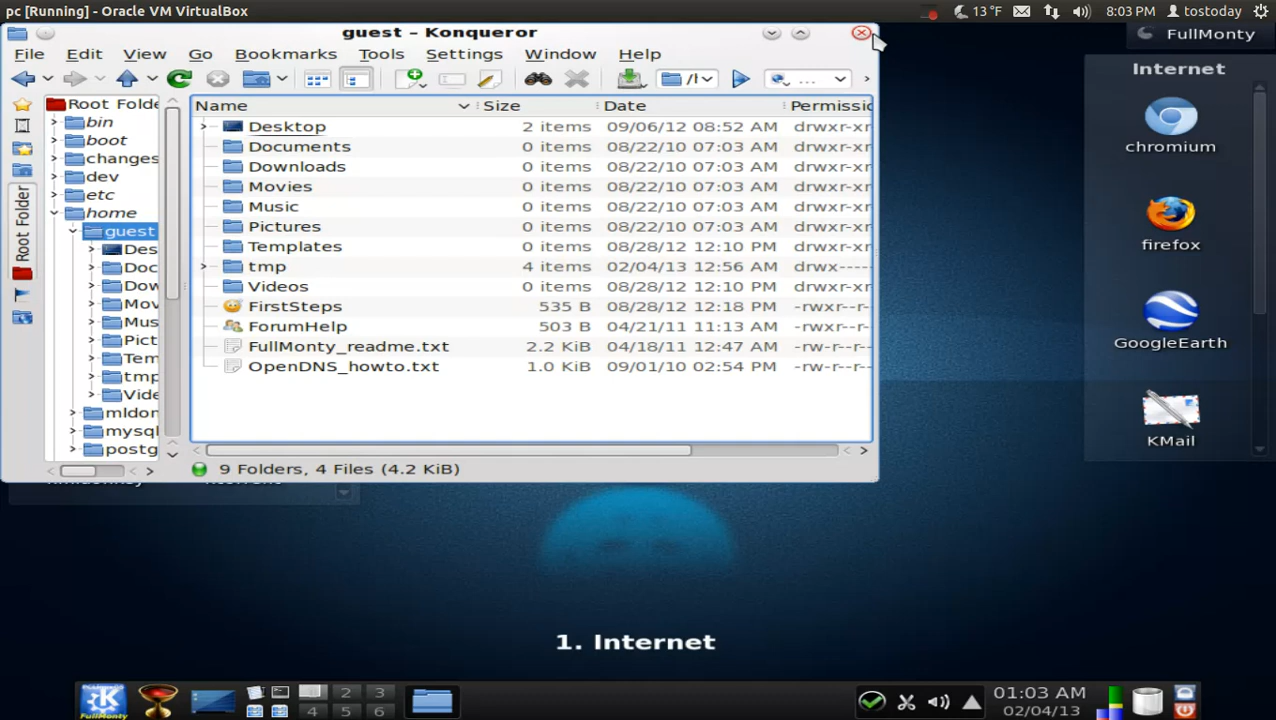 pc [Running] - Oracle VM VirtualBox
13 °F
8:03 PM
tostoday
guest – Konqueror
File Edit View Go Bookmarks Tools Settings Window Help
...
Root Folder
Root Folde
bin
boot
changes
dev
etc
home
guest
Des
Doc
Dow
Mov
Mus
Pict
Tem
tmp
Vide
mldon
mysql
postg
Name Size Date Permissio
Desktop 2 items 09/06/12 08:52 AM drwxr-xr
Documents 0 items 08/22/10 07:03 AM drwxr-xr
Downloads 0 items 08/22/10 07:03 AM drwxr-xr
Movies 0 items 08/22/10 07:03 AM drwxr-xr
Music 0 items 08/22/10 07:03 AM drwxr-xr
Pictures 0 items 08/22/10 07:03 AM drwxr-xr
Templates 0 items 08/28/12 12:10 PM drwxr-xr
tmp 4 items 02/04/13 12:56 AM drwx-----
Videos 0 items 08/28/12 12:10 PM drwxr-xr
FirstSteps 535 B 08/28/12 12:18 PM -rwxr--r--
ForumHelp 503 B 04/21/11 11:13 AM -rwxr--r--
FullMonty_readme.txt 2.2 KiB 04/18/11 12:47 AM -rw-r--r--
OpenDNS_howto.txt 1.0 KiB 09/01/10 02:54 PM -rw-r--r--
9 Folders, 4 Files (4.2 KiB)
FullMonty
Internet
chromium
firefox
GoogleEarth
KMail
1. Internet
FullMonty
2 3
4 5 6
01:03 AM
02/04/13